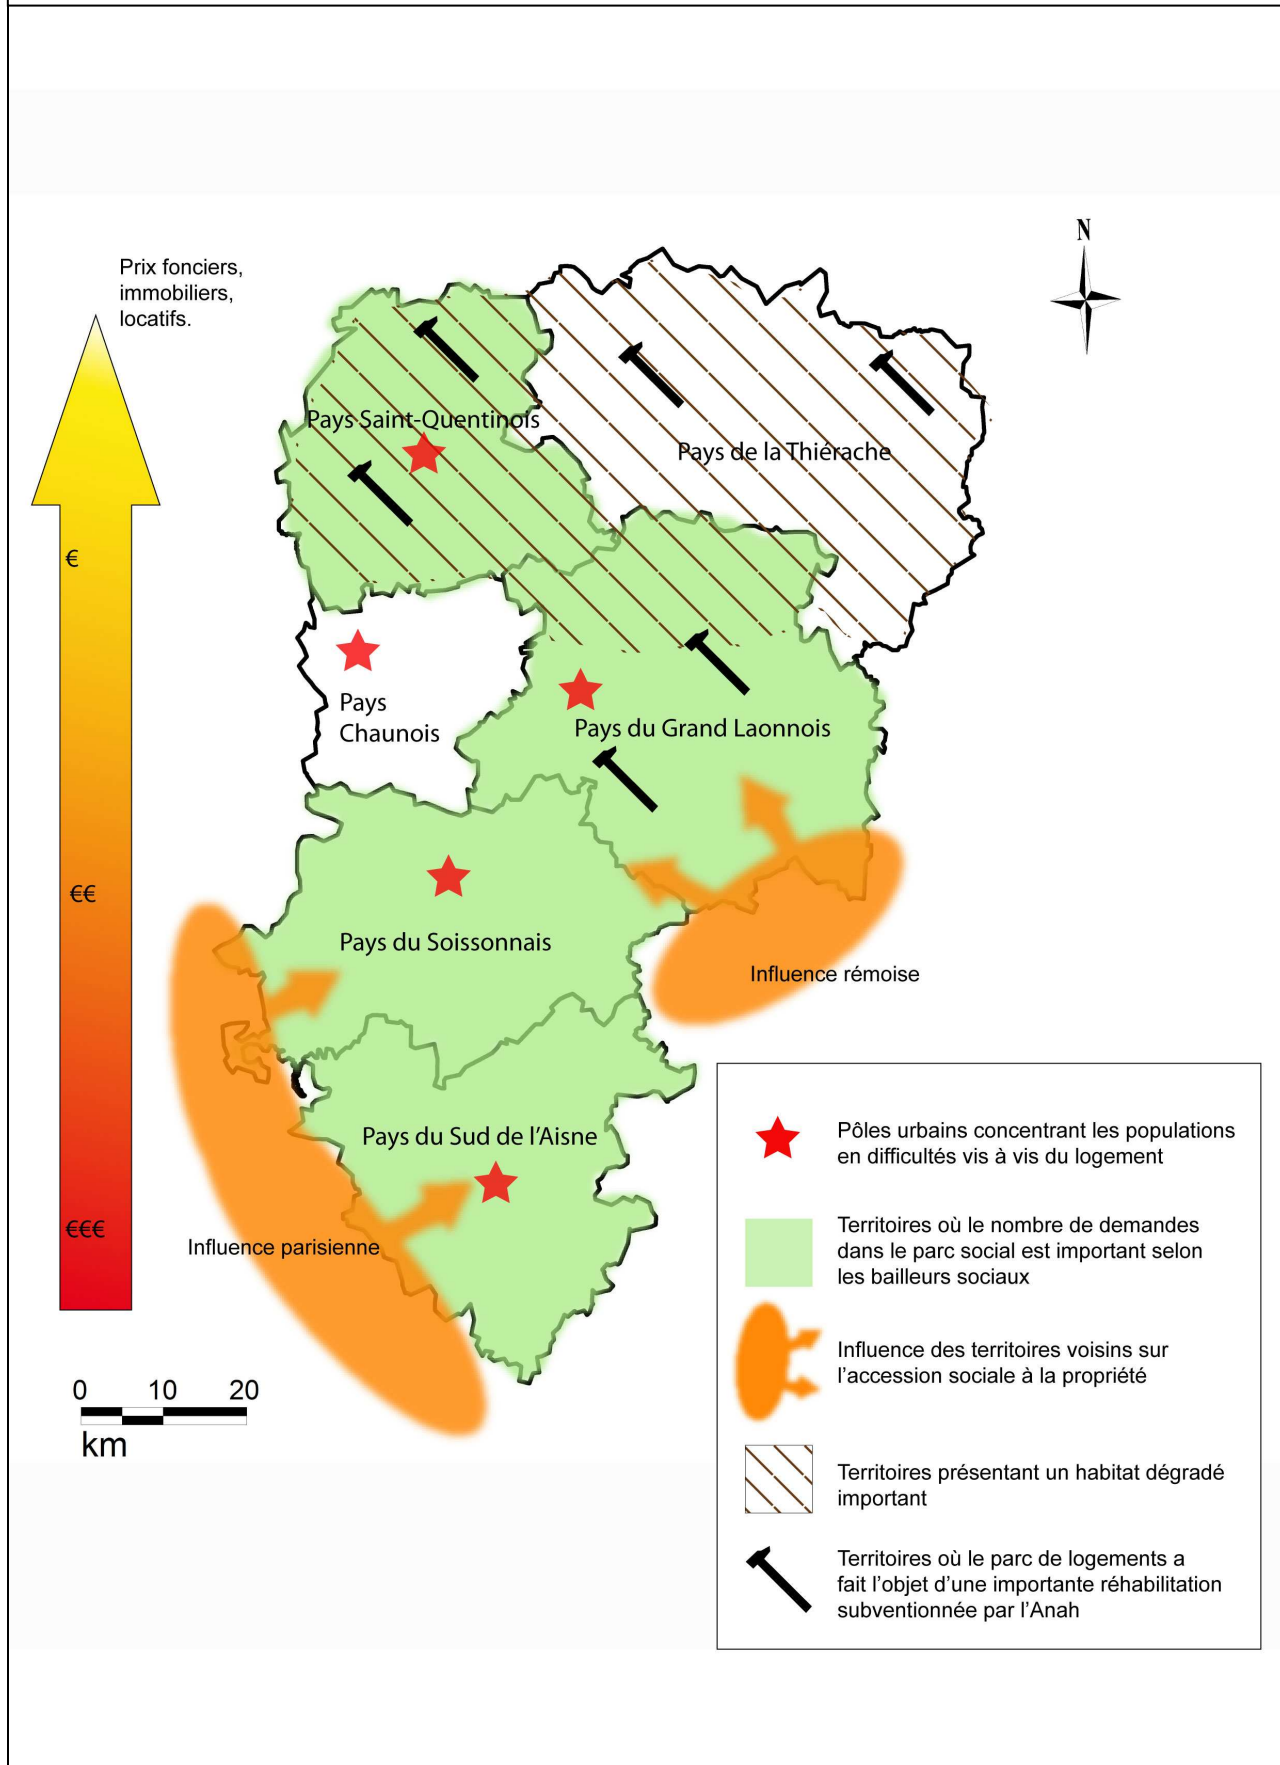 N
Prix fonciers,
immobiliers,
locatifs.
€
€€
€€€
Pays Saint-Quentinois
Pays de la Thiérache
Pays
Chaunois
Pays du Grand Laonnois
Pays du Soissonnais
Influence rémoise
Pays du Sud de l'Aisne
Influence parisienne
0 10 20
km
Pôles urbains concentrant les populations
en difficultés vis à vis du logement
Territoires où le nombre de demandes
dans le parc social est important selon
les bailleurs sociaux
Influence des territoires voisins sur
l'accession sociale à la propriété
Territoires présentant un habitat dégradé
important
Territoires où le parc de logements a
fait l'objet d'une importante réhabilitation
subventionnée par l'Anah